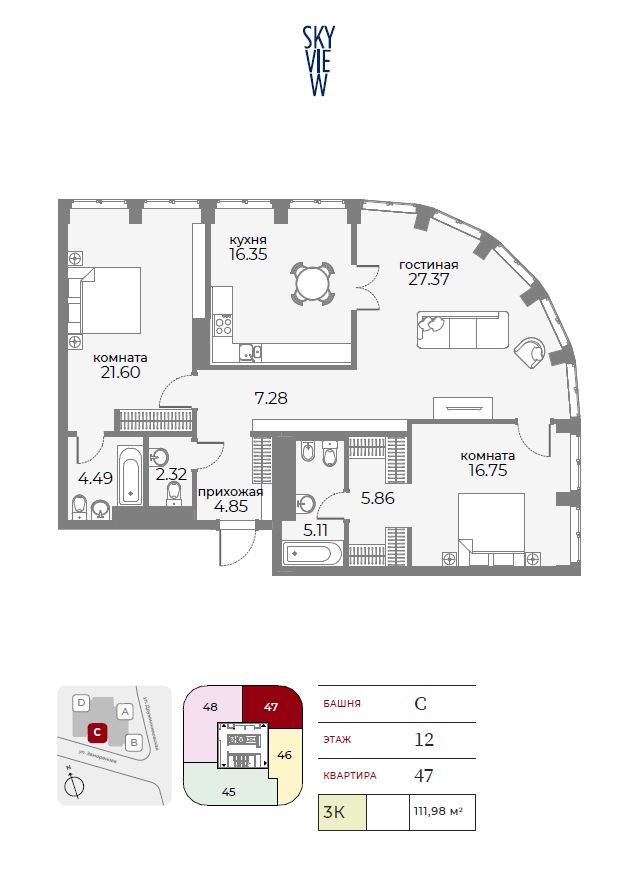 SKY
VIE
W
кухня
16.35
гостиная
27.37
комната
21.60
7.28
комната
16.75
4.49
2.32
прихожая
4.85
5.86
5.11
D
A
C
B
ул. Дружинниковская
ул. Заморенова
N
48
47
46
45
БАШНЯ C
ЭТАЖ 12
КВАРТИРА 47
3К 111,98 м²